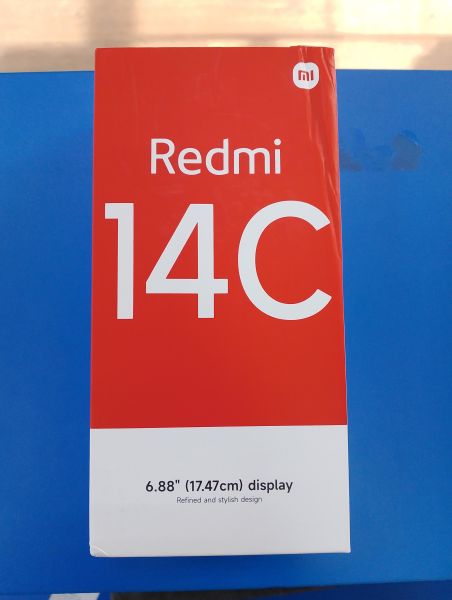 mi
Redmi
14C
6.88" (17.47cm) display
Refined and stylish design